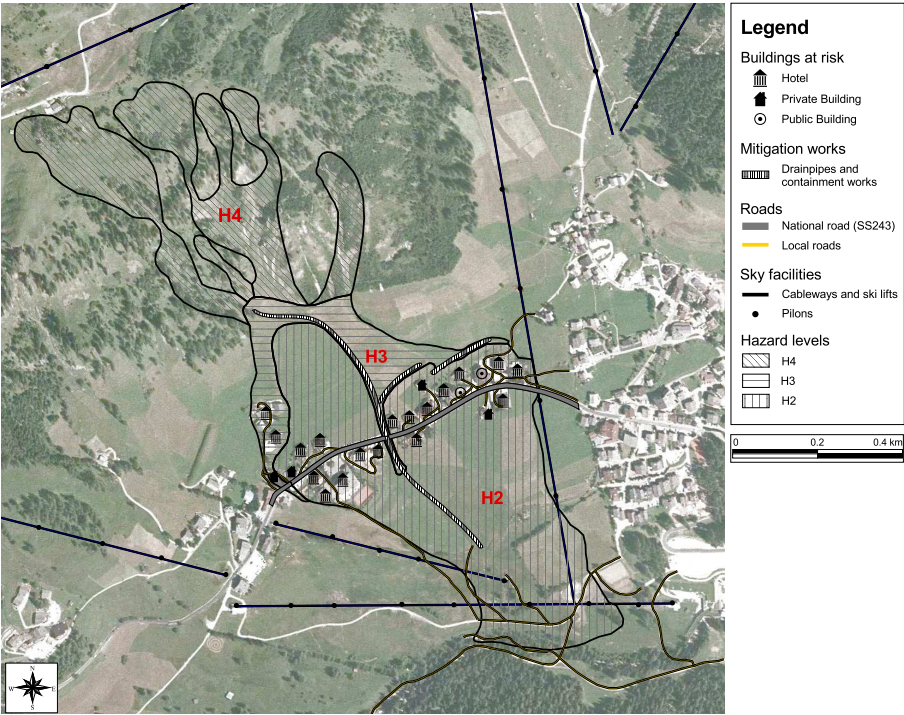 Legend
Buildings at risk
Hotel
Private Building
Public Building
Mitigation works
Drainpipes and
containment works
Roads
National road (SS243)
Local roads
Sky facilities
Cableways and ski lifts
Pilons
Hazard levels
H4
H3
H2
0 0.2 0.4 km
H4
H3
H2
N
W E
S